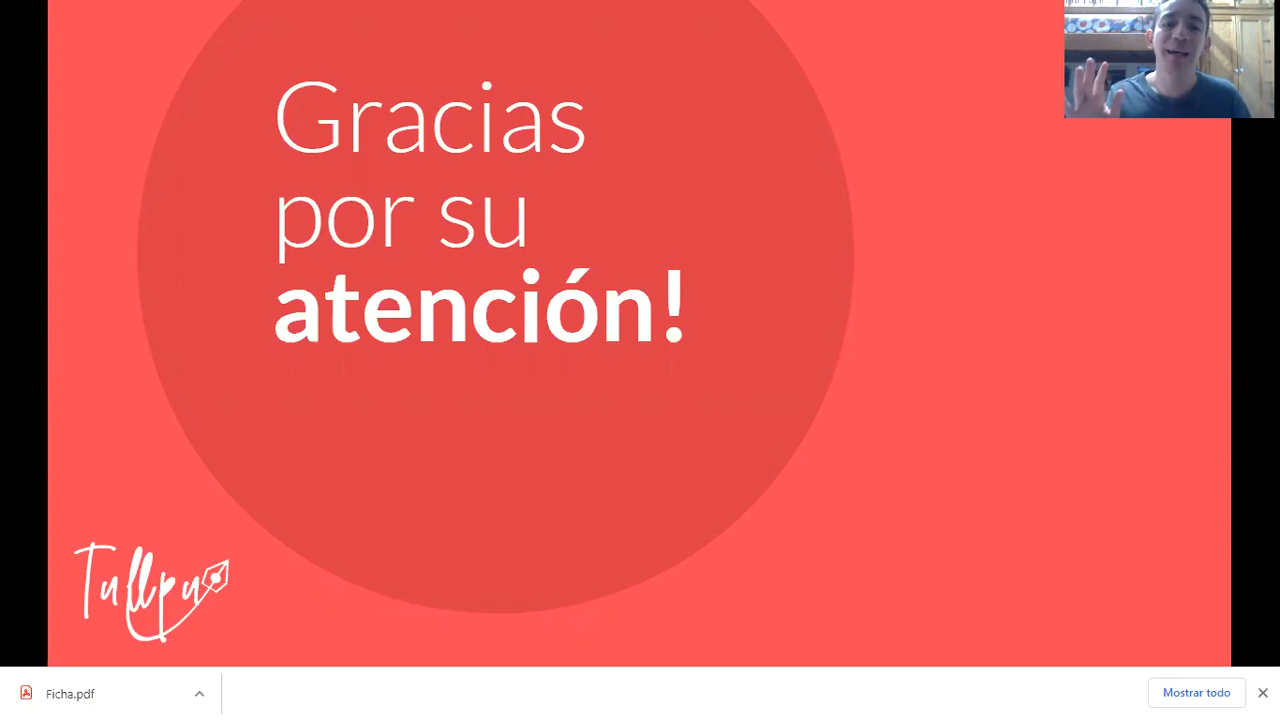 Gracias
por su
atención!
Tullpu
Ficha.pdf
Mostrar todo